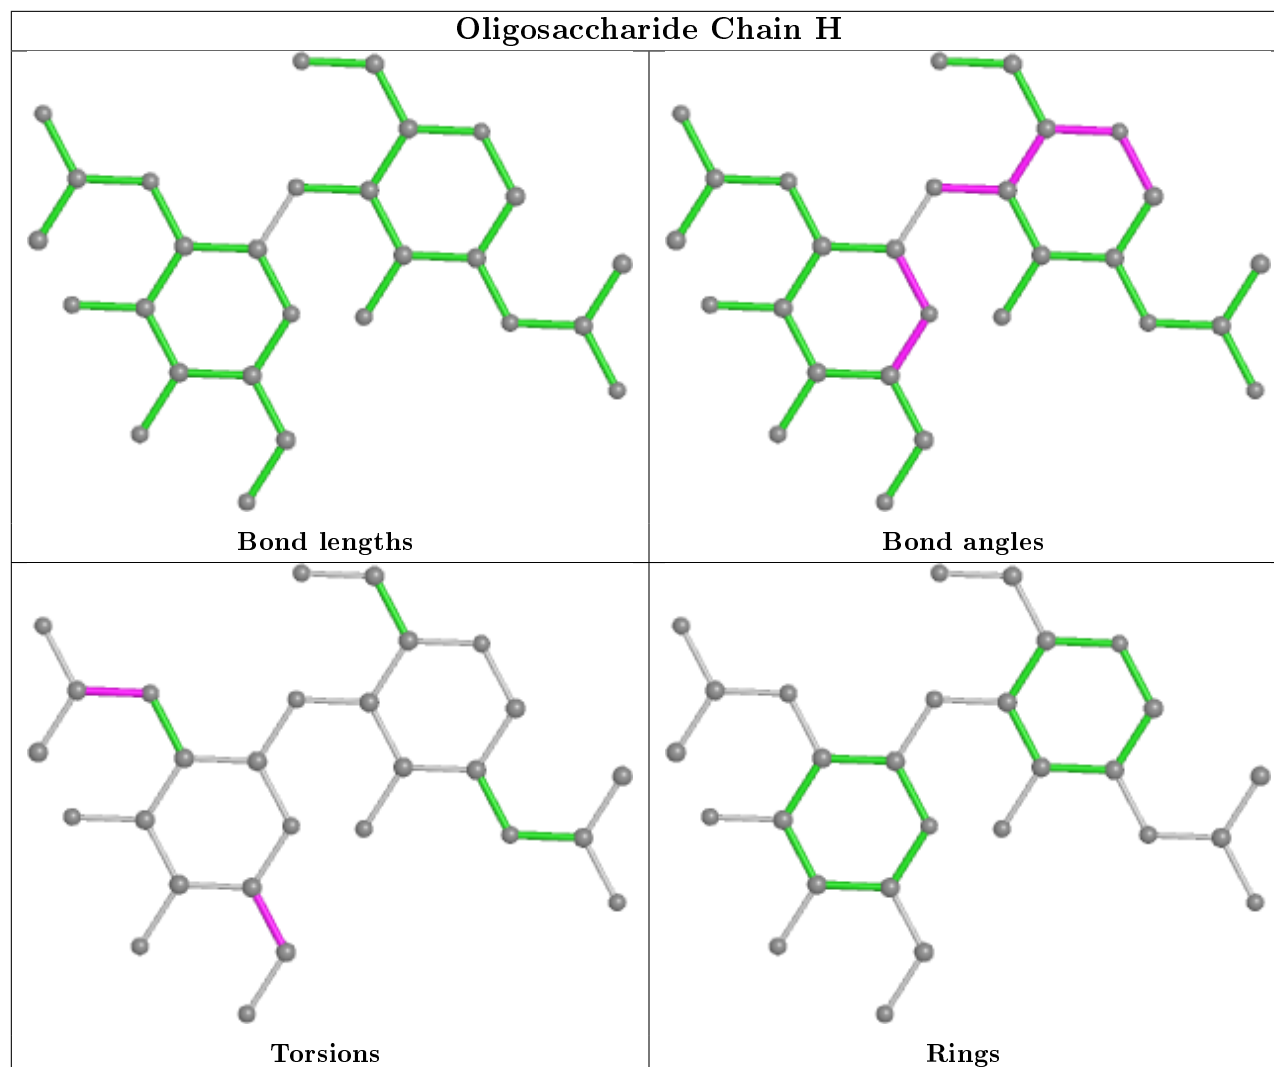 Oligosaccharide Chain H
Bond lengths
Bond angles
Torsions
Rings